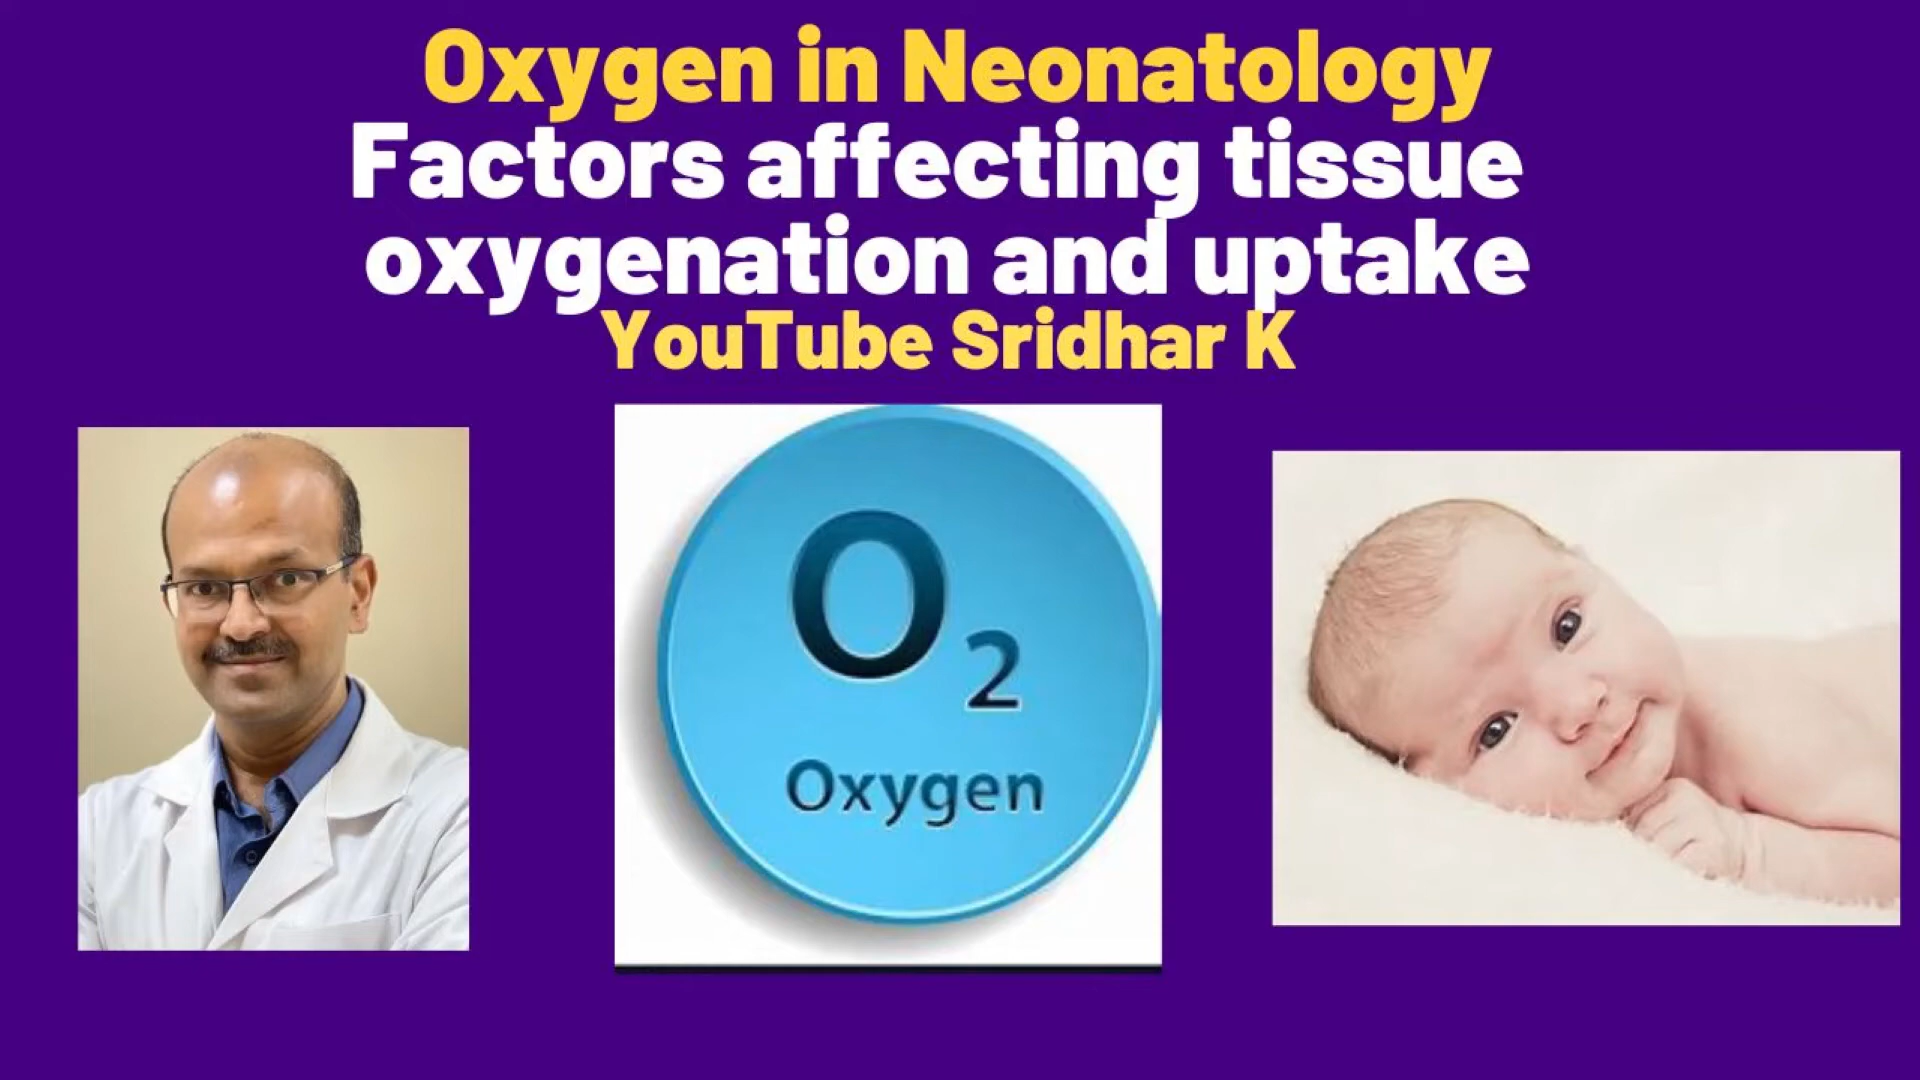 Oxygen in Neonatology
Factors affecting tissue
oxygenation and uptake
YouTube Sridhar K
O2
Oxygen